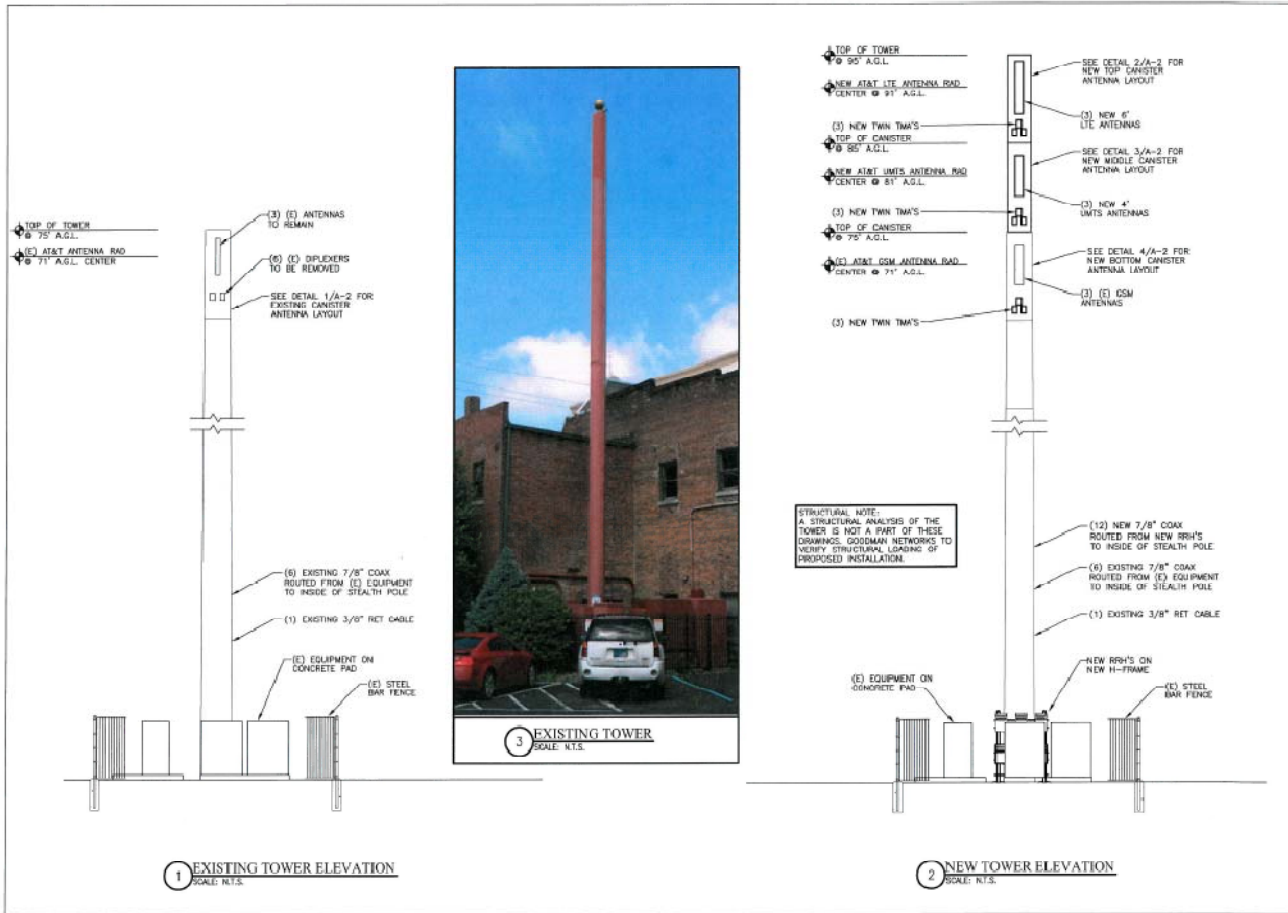 TOP OF TOWER
@ 75' A.G.L.
(E) AT&T ANTENNA RAD
@ 71' A.G.L. CENTER
(3) (E) ANTENNAS
TO REMAIN
(6) (E) DIPLEXERS
TO BE REMOVED
SEE DETAIL 1/A-2 FOR
EXISTING CANISTER
ANTENNA LAYOUT
(6) EXISTING 7/8" COAX
ROUTED FROM (E) EQUIPMENT
TO INSIDE OF STEALTH POLE
(1) EXISTING 3/8" RET CABLE
(E) EQUIPMENT ON
CONCRETE PAD
(E) STEEL
BAR FENCE
1
EXISTING TOWER ELEVATION
SCALE: N.T.S.
3
EXISTING TOWER
SCALE: N.T.S.
TOP OF TOWER
@ 95' A.G.L.
NEW AT&T LTE ANTENNA RAD
CENTER @ 91' A.G.L.
(3) NEW TWIN TMA'S
TOP OF CANISTER
@ 85' A.G.L.
NEW AT&T UMTS ANTENNA RAD
CENTER @ 81' A.G.L.
(3) NEW TWIN TMA'S
TOP OF CANISTER
@ 75' A.G.L.
(E) AT&T GSM ANTENNA RAD
CENTER @ 71' A.G.L.
(3) NEW TWIN TMA'S
SEE DETAIL 2/A-2 FOR
NEW TOP CANISTER
ANTENNA LAYOUT
(3) NEW 6'
LTE ANTENNAS
SEE DETAIL 3/A-2 FOR
NEW MIDDLE CANISTER
ANTENNA LAYOUT
(3) NEW 4'
UMTS ANTENNAS
SEE DETAIL 4/A-2 FOR
NEW BOTTOM CANISTER
ANTENNA LAYOUT
(3) (E) GSM
ANTENNAS
STRUCTURAL NOTE:
A STRUCTURAL ANALYSIS OF THE
TOWER IS NOT A PART OF THESE
DRAWINGS. GOODMAN NETWORKS TO
VERIFY STRUCTURAL LOADING OF
PROPOSED INSTALLATION.
(12) NEW 7/8" COAX
ROUTED FROM NEW RRH'S
TO INSIDE OF STEALTH POLE
(6) EXISTING 7/8" COAX
ROUTED FROM (E) EQUIPMENT
TO INSIDE OF STEALTH POLE
(1) EXISTING 3/8" RET CABLE
NEW RRH'S ON
NEW H-FRAME
(E) EQUIPMENT ON
CONCRETE PAD
(E) STEEL
BAR FENCE
2
NEW TOWER ELEVATION
SCALE: N.T.S.